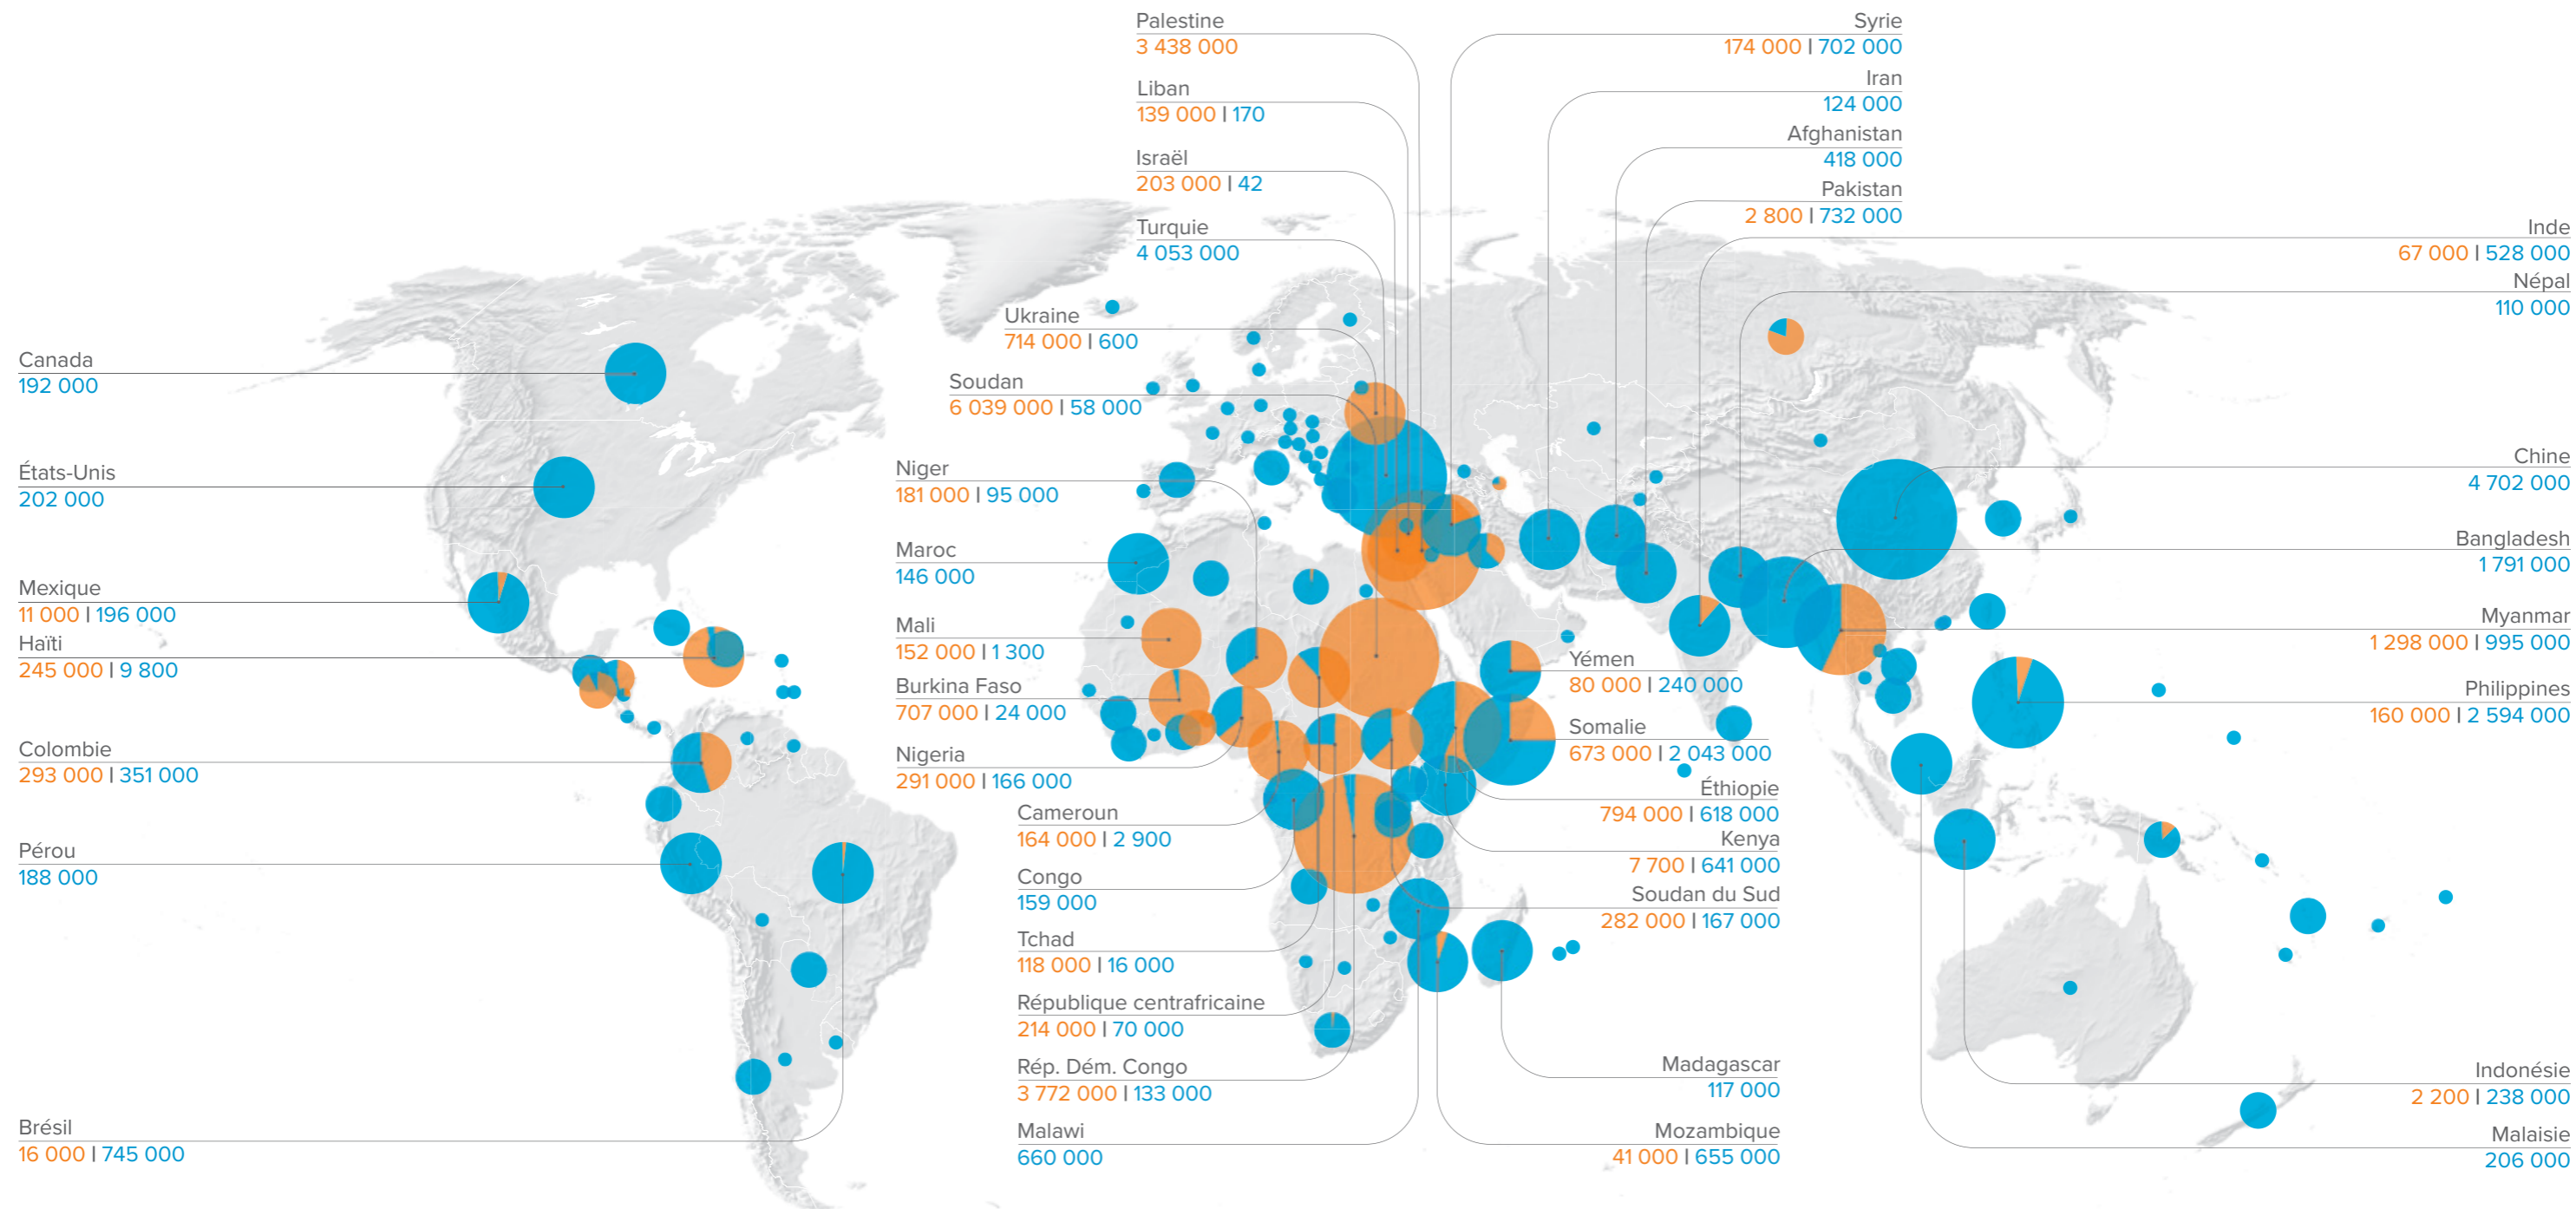 Palestine
3 438 000
Liban
139 000 | 170
Israël
203 000 | 42
Turquie
4 053 000
Ukraine
714 000 | 600
Soudan
6 039 000 | 58 000
Niger
181 000 | 95 000
Maroc
146 000
Mali
152 000 | 1 300
Burkina Faso
707 000 | 24 000
Nigeria
291 000 | 166 000
Cameroun
164 000 | 2 900
Congo
159 000
Tchad
118 000 | 16 000
République centrafricaine
214 000 | 70 000
Rép. Dém. Congo
3 772 000 | 133 000
Malawi
660 000
Canada
192 000
États-Unis
202 000
Mexique
11 000 | 196 000
Haïti
245 000 | 9 800
Colombie
293 000 | 351 000
Pérou
188 000
Brésil
16 000 | 745 000
Syrie
174 000 | 702 000
Iran
124 000
Afghanistan
418 000
Pakistan
2 800 | 732 000
Inde
67 000 | 528 000
Népal
110 000
Chine
4 702 000
Bangladesh
1 791 000
Myanmar
1 298 000 | 995 000
Philippines
160 000 | 2 594 000
Yémen
80 000 | 240 000
Somalie
673 000 | 2 043 000
Éthiopie
794 000 | 618 000
Kenya
7 700 | 641 000
Soudan du Sud
282 000 | 167 000
Madagascar
117 000
Mozambique
41 000 | 655 000
Indonésie
2 200 | 238 000
Malaisie
206 000